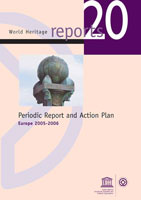 World Heritage reports 20
Periodic Report and Action Plan
Europe 2005-2006